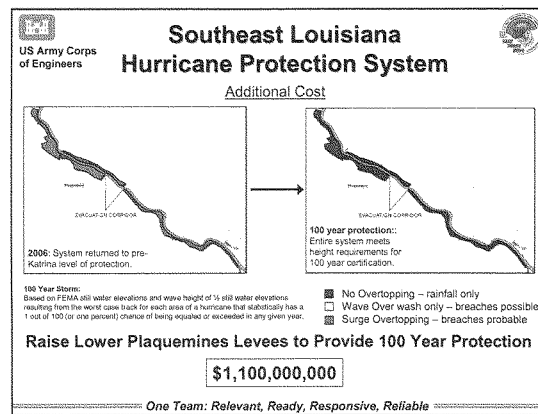 US Army Corps
of Engineers
Southeast Louisiana
Hurricane Protection System
Additional Cost
EVACUATION CORRIDOR
2006: System returned to pre-
Katrina level of protection.
EVACUATION CORRIDOR
100 year protection::
Entire system meets
height requirements for
100 year certification.
100 Year Storm:
Based on FEMA still water elevations and wave height of ½ still water elevations
resulting from the worst case track for each area of a hurricane that statistically has a
1 out of 100 (or one percent) chance of being equaled or exceeded in any given year.
No Overtopping – rainfall only
Wave Over wash only – breaches possible
Surge Overtopping – breaches probable
Raise Lower Plaquemines Levees to Provide 100 Year Protection
$1,100,000,000
One Team: Relevant, Ready, Responsive, Reliable